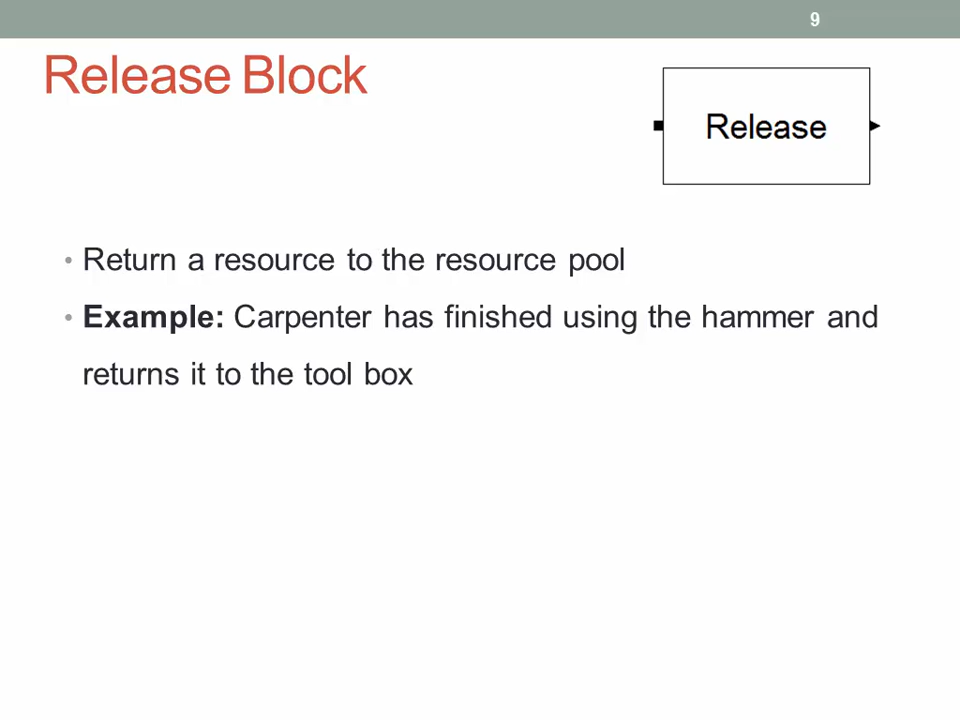 9
Release Block
Release
• Return a resource to the resource pool
• Example: Carpenter has finished using the hammer and
returns it to the tool box